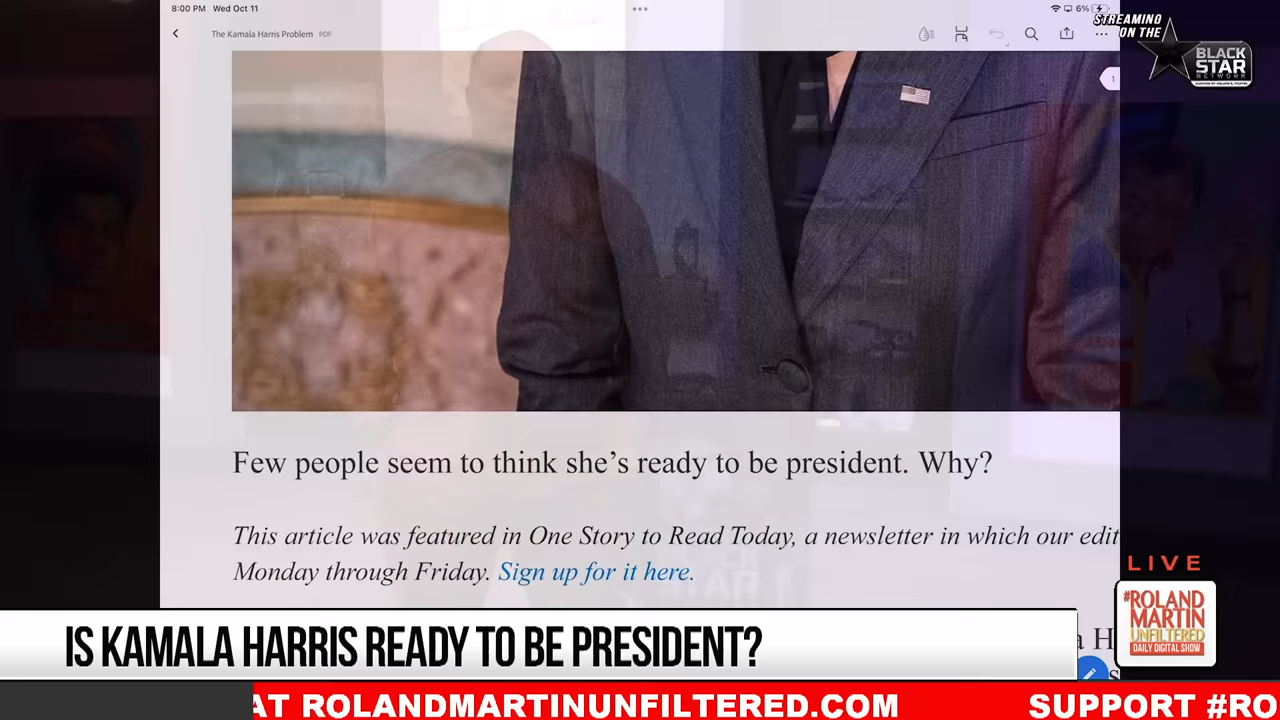 8:00 PM Wed Oct 11
6%
STREAMING
ON THE
BLACK
STAR
NETWORK
The Kamala Harris Problem PDF
1
Few people seem to think she’s ready to be president. Why?
This article was featured in One Story to Read Today, a newsletter in which our edit
Monday through Friday. Sign up for it here.
a H
LIVE
#ROLAND
MARTIN
UNFILTERED
DAILY DIGITAL SHOW
IS KAMALA HARRIS READY TO BE PRESIDENT?
AT ROLANDMARTINUNFILTERED.COM SUPPORT #RO